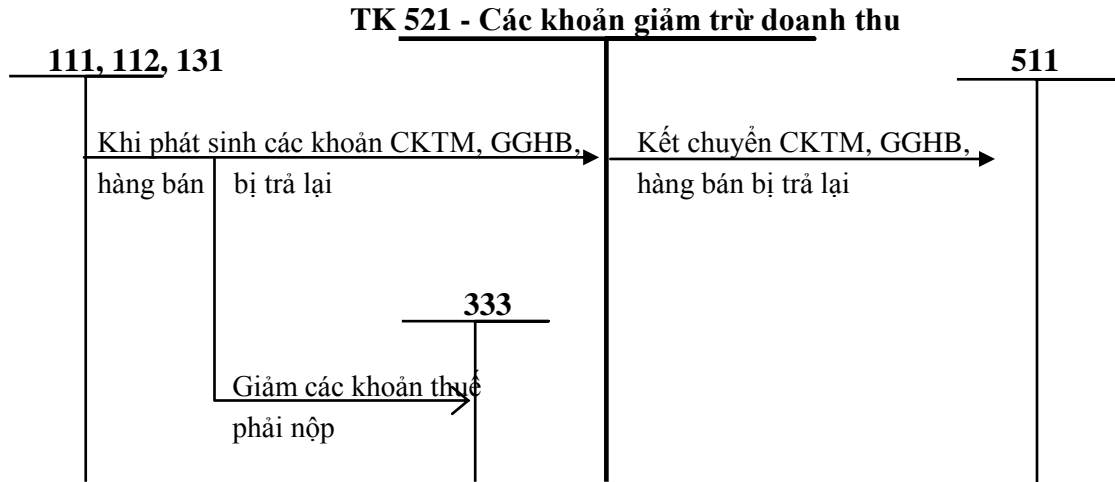 TK 521 - Các khoản giảm trừ doanh thu
111, 112, 131
511
Khi phát sinh các khoản CKTM, GGHB,
hàng bán bị trả lại
Kết chuyển CKTM, GGHB,
hàng bán bị trả lại
333
Giảm các khoản thuế
phải nộp